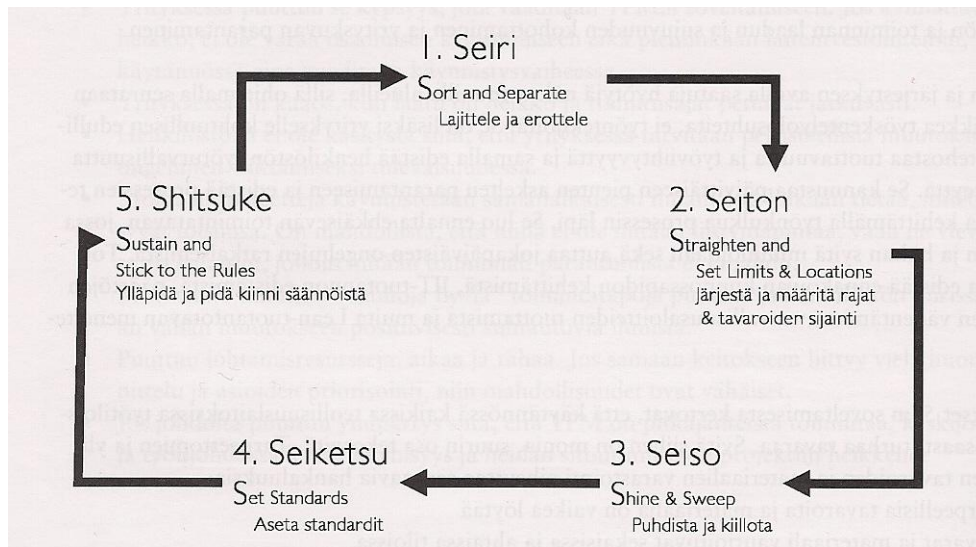 1. Seiri
Sort and Separate
Lajittele ja erottele
2. Seiton
Straighten and
Set Limits & Locations
Järjestä ja määritä rajat
& tavaroiden sijainti
3. Seiso
Shine & Sweep
Puhdista ja kiillota
4. Seiketsu
Set Standards
Aseta standardit
5. Shitsuke
Sustain and
Stick to the Rules
Ylläpidä ja pidä kiinni säännöistä